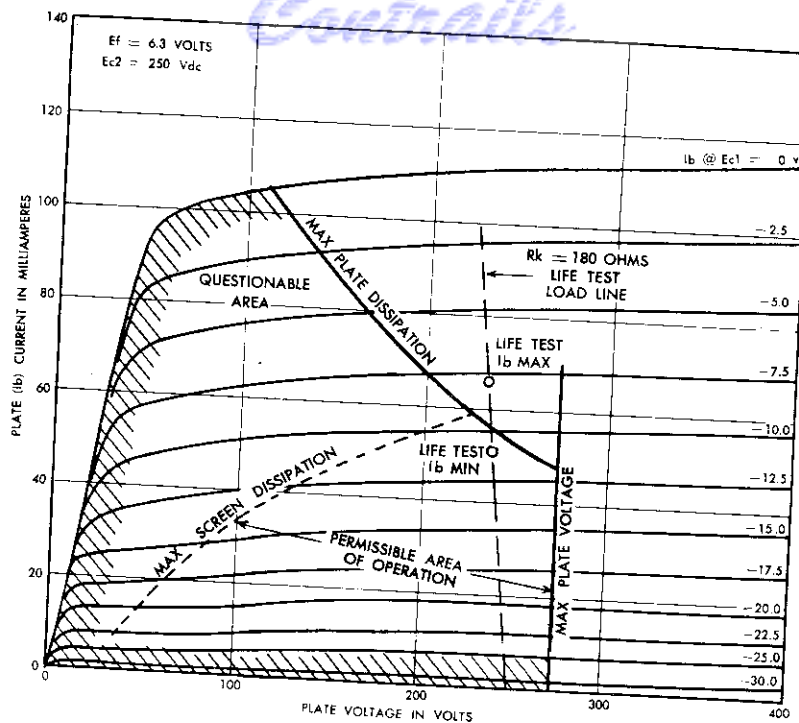 Contrails
140
120
100
80
60
40
20
0
PLATE (Ib) CURRENT IN MILLIAMPERES
Ef = 6.3 VOLTS
Ec2 = 250 Vdc
Ib @ Ec1 = 0 v
-2.5
-5.0
-7.5
-10.0
-12.5
-15.0
-17.5
-20.0
-22.5
-25.0
-30.0
MAX PLATE DISSIPATION
QUESTIONABLE
AREA
Rk = 180 OHMS
LIFE TEST
LOAD LINE
LIFE TEST
Ib MAX
LIFE TEST
Ib MIN
MAX SCREEN DISSIPATION
PERMISSIBLE AREA
OF OPERATION
MAX PLATE VOLTAGE
0
100
200
300
400
PLATE VOLTAGE IN VOLTS